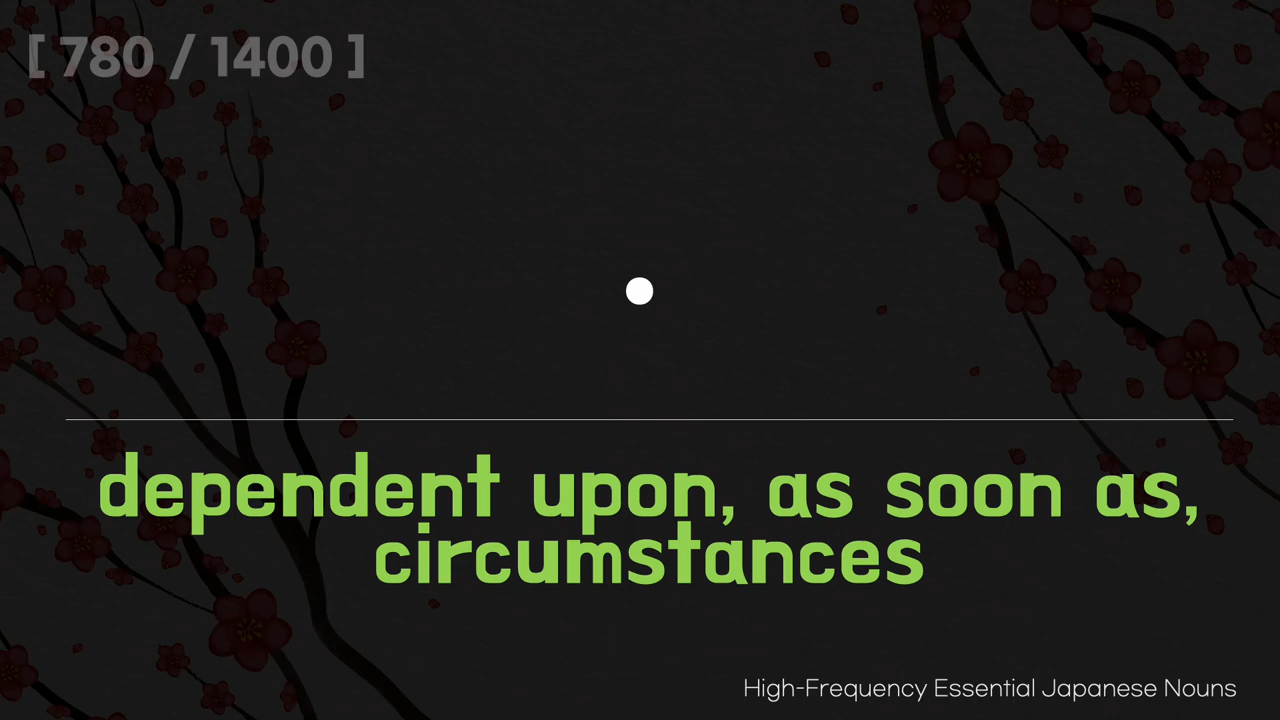 [ 780 / 1400 ]
dependent upon, as soon as,
circumstances
High-Frequency Essential Japanese Nouns